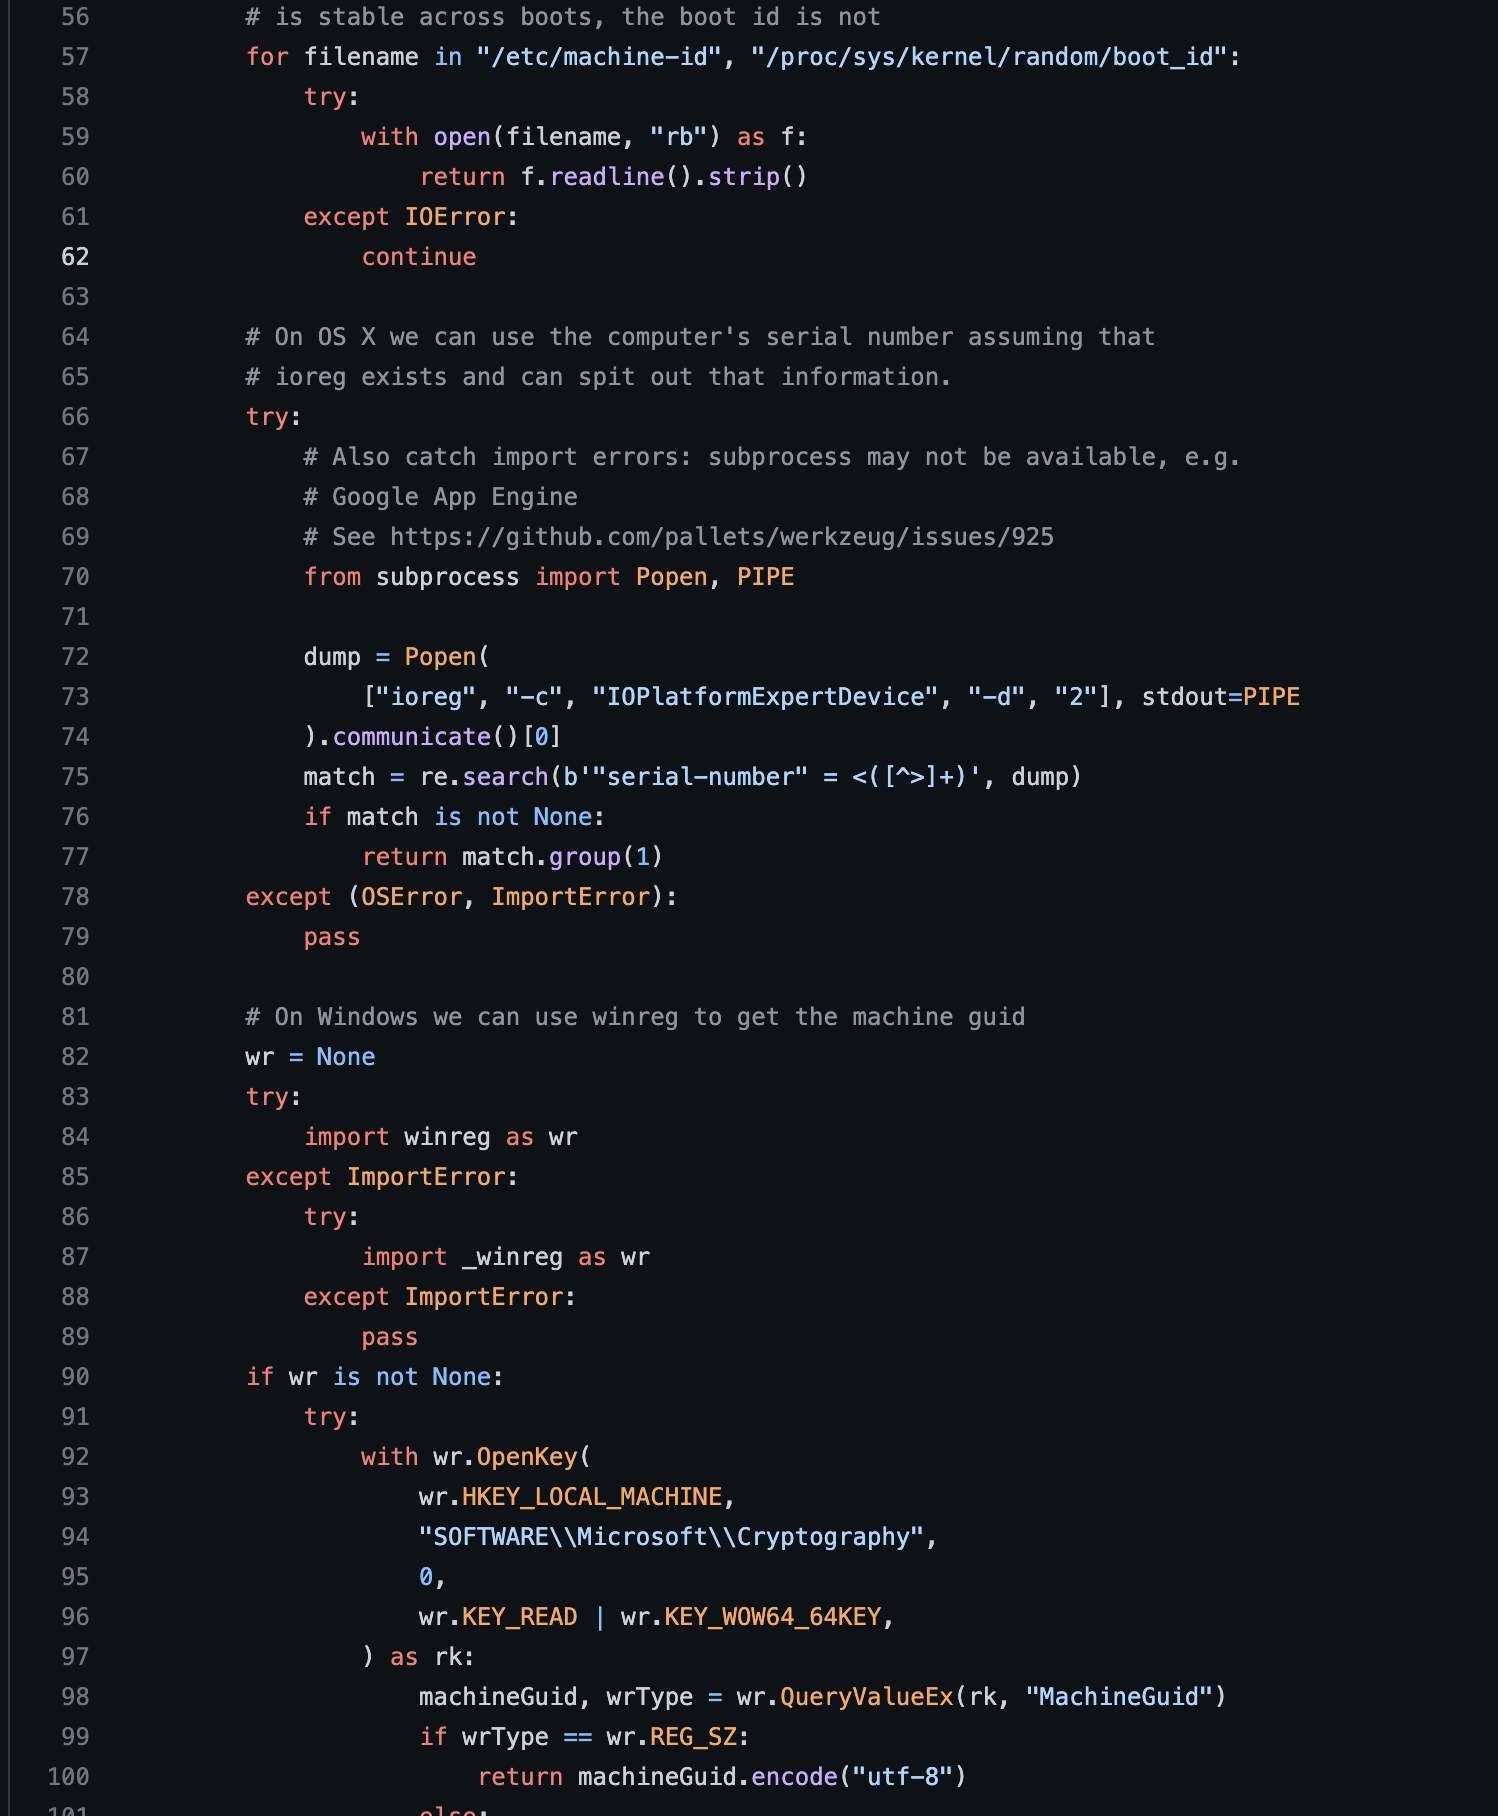 56 # is stable across boots, the boot id is not
57 for filename in "/etc/machine-id", "/proc/sys/kernel/random/boot_id":
58 try:
59 with open(filename, "rb") as f:
60 return f.readline().strip()
61 except IOError:
62 continue
63
64 # On OS X we can use the computer's serial number assuming that
65 # ioreg exists and can spit out that information.
66 try:
67 # Also catch import errors: subprocess may not be available, e.g.
68 # Google App Engine
69 # See https://github.com/pallets/werkzeug/issues/925
70 from subprocess import Popen, PIPE
71
72 dump = Popen(
73 ["ioreg", "-c", "IOPlatformExpertDevice", "-d", "2"], stdout=PIPE
74 ).communicate()[0]
75 match = re.search(b'"serial-number" = <([^>]+)', dump)
76 if match is not None:
77 return match.group(1)
78 except (OSError, ImportError):
79 pass
80
81 # On Windows we can use winreg to get the machine guid
82 wr = None
83 try:
84 import winreg as wr
85 except ImportError:
86 try:
87 import _winreg as wr
88 except ImportError:
89 pass
90 if wr is not None:
91 try:
92 with wr.OpenKey(
93 wr.HKEY_LOCAL_MACHINE,
94 "SOFTWARE\\Microsoft\\Cryptography",
95 0,
96 wr.KEY_READ | wr.KEY_WOW64_64KEY,
97 ) as rk:
98 machineGuid, wrType = wr.QueryValueEx(rk, "MachineGuid")
99 if wrType == wr.REG_SZ:
100 return machineGuid.encode("utf-8")
101 else: